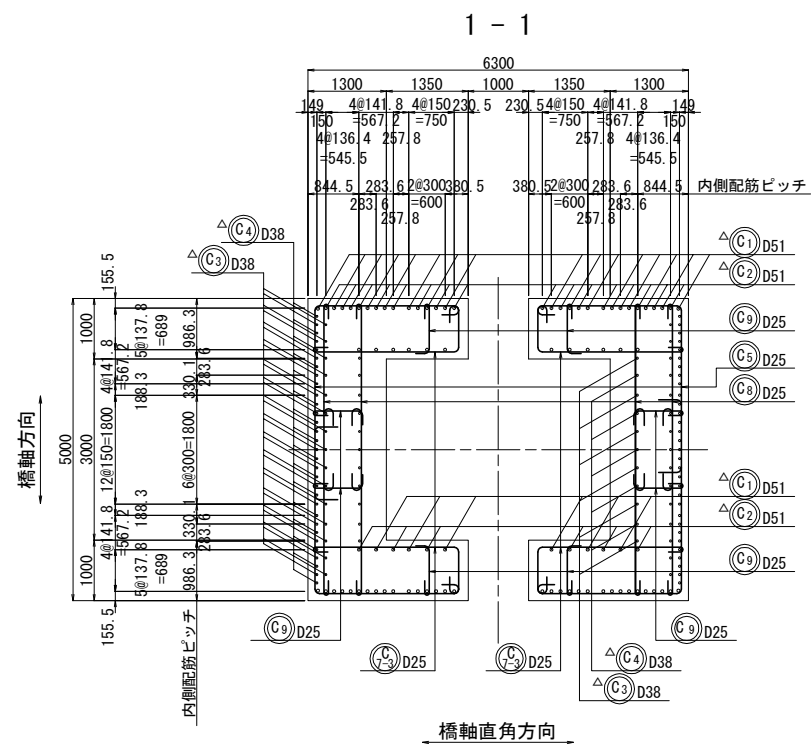 1 - 1
6300
1300 1350 1000 1350 1300
149 4@141.8 4@150 230.5 230.5 4@150 4@141.8 149
150 =567.2 =750 =750 =567.2 150
4@136.4 257.8 257.8 4@136.4
=545.5 =545.5
844.5 283.6 2@300 380.5 380.5 2@300 283.6 844.5 内側配筋ピッチ
283.6 =600 =600 283.6
257.8 257.8
△ C4 D38
△ C3 D38
△ C1 D51
△ C2 D51
C9 D25
C5 D25
C8 D25
△ C1 D51
△ C2 D51
C9 D25
C9 D25
C7-3 D25
C7-3 D25
C9 D25
△ C4 D38
△ C3 D38
橋軸方向
5000
1000 3000 1000
155.5
5@137.8
=689
4@141.8
=567.2
188.3
12@150=1800
188.3
4@141.8
=567.2
5@137.8
=689
155.5
986.3
330.1
283.6
6@300=1800
330.1
283.6
986.3
内側配筋ピッチ
橋軸直角方向